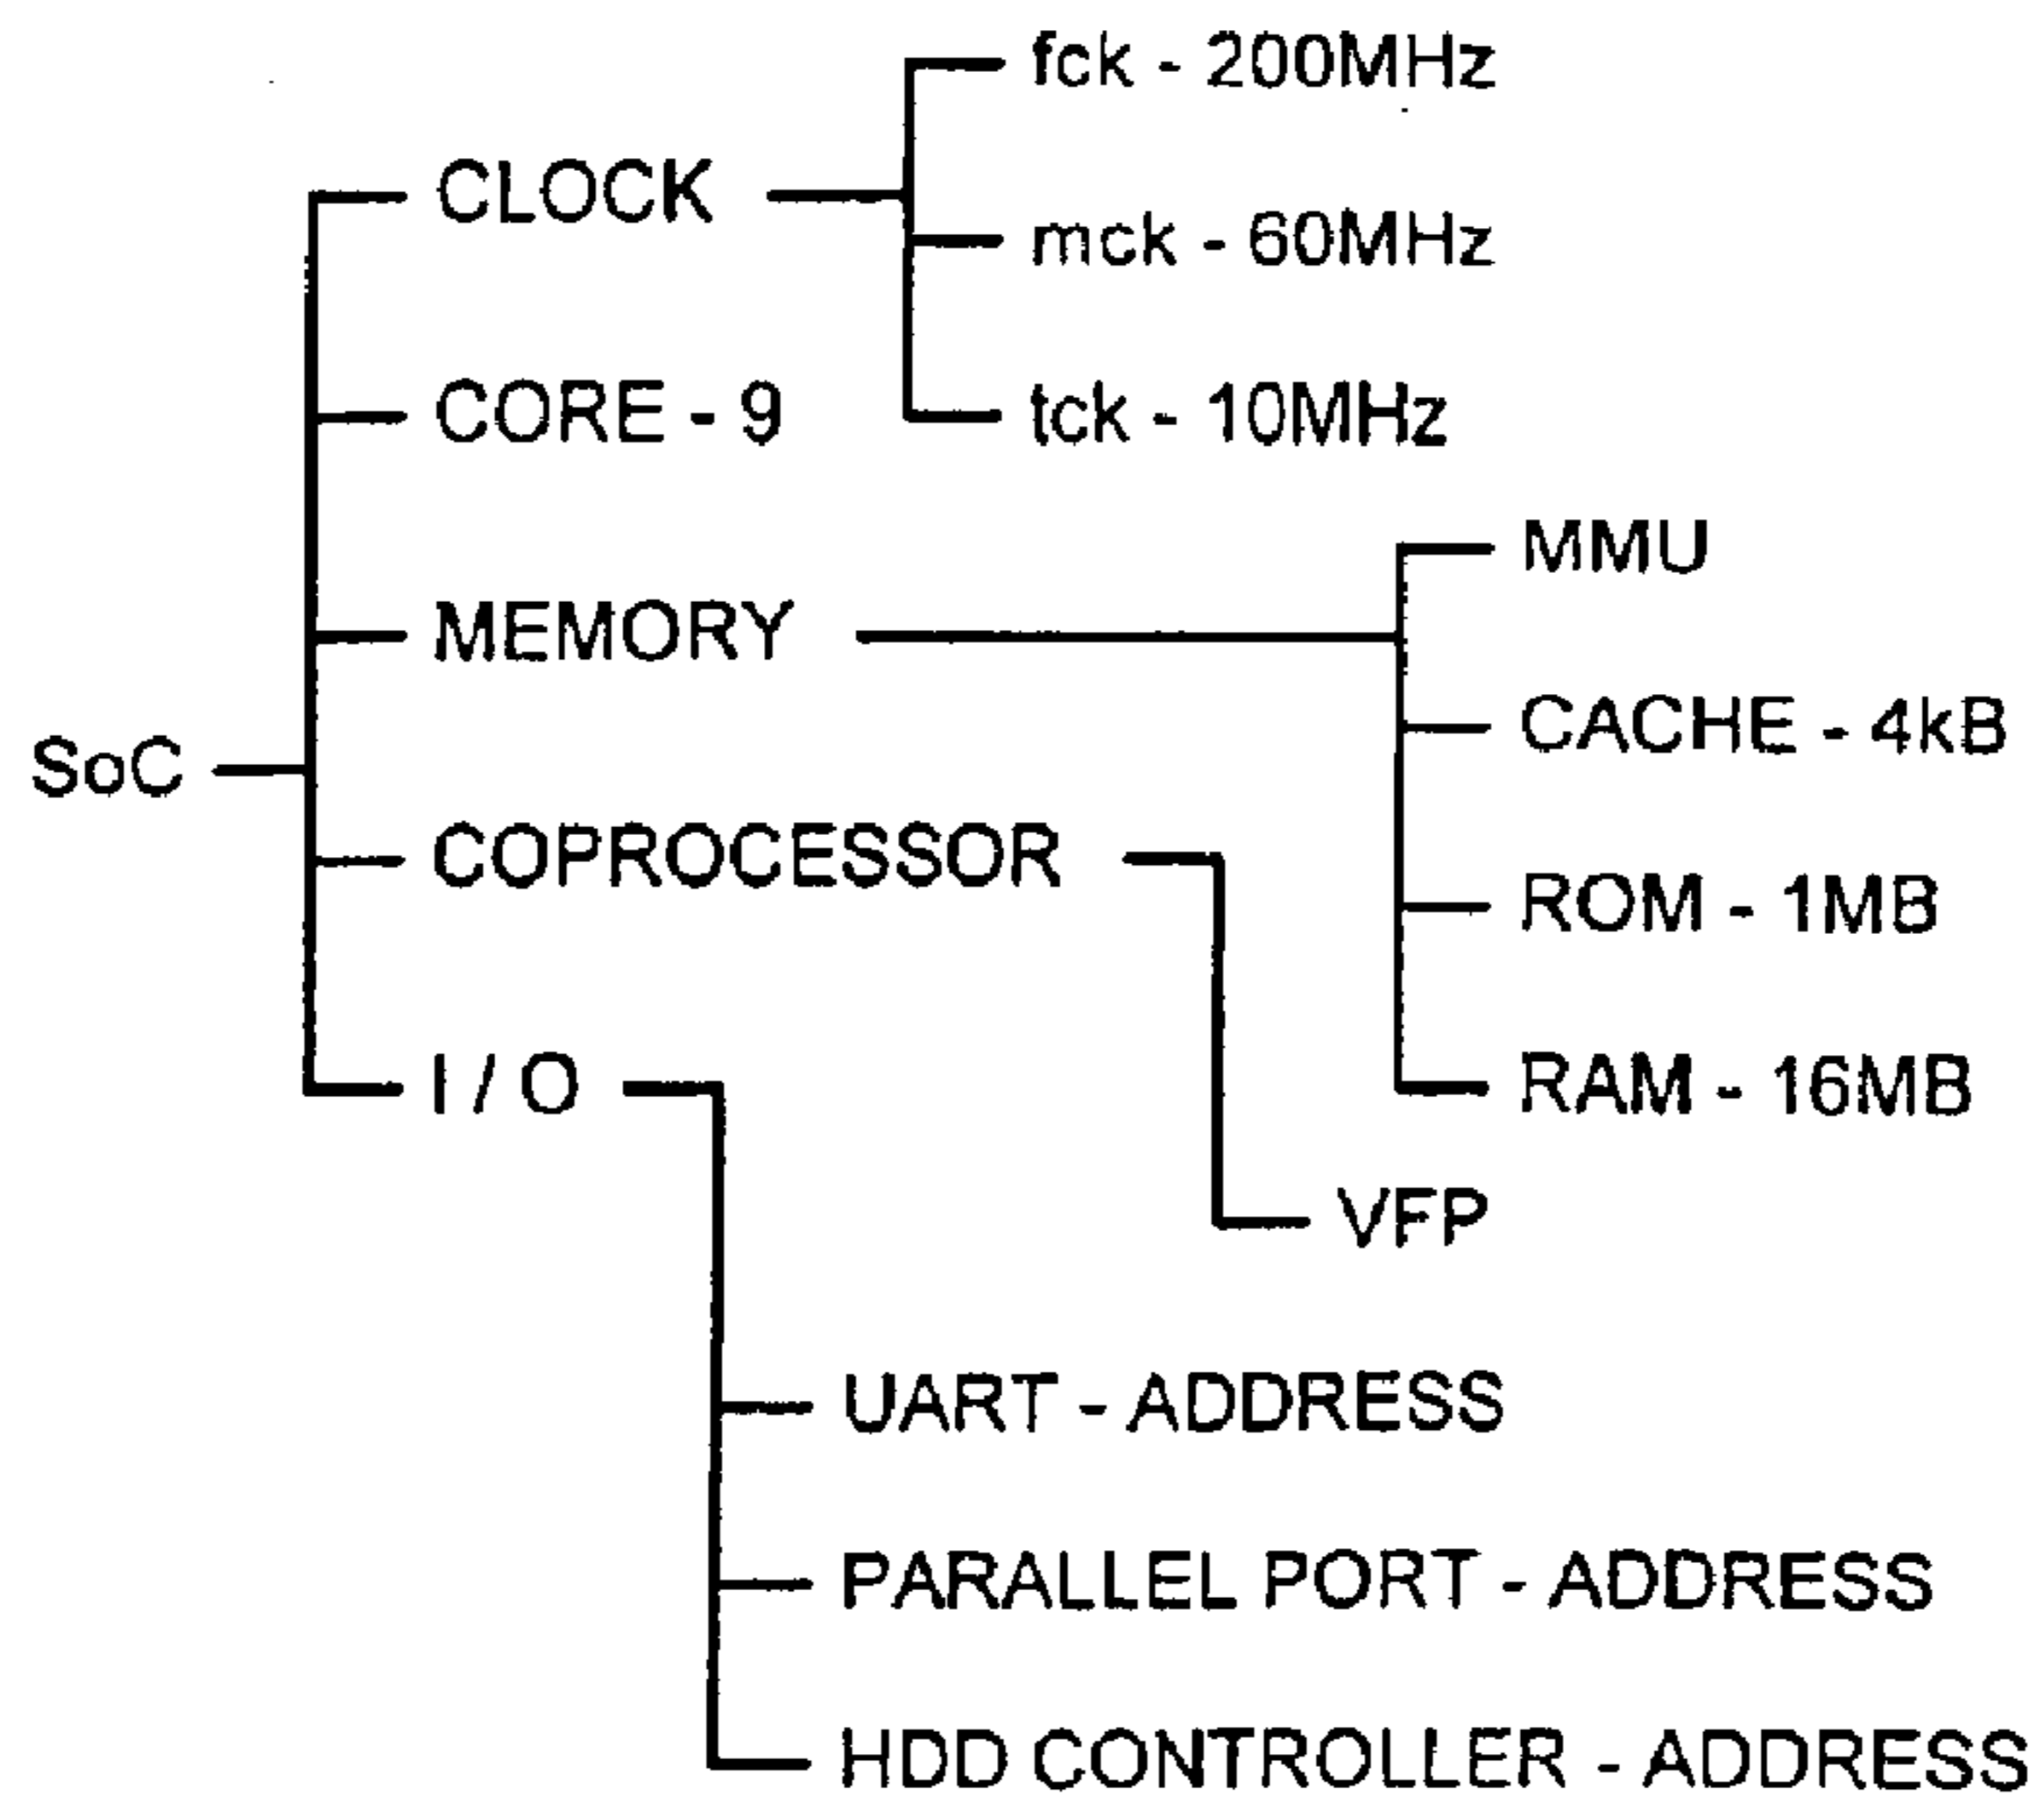 fck - 200MHz
CLOCK
mck - 60MHz
CORE - 9
tck - 10MHz
MMU
MEMORY
CACHE - 4kB
SoC
COPROCESSOR
ROM - 1MB
I / O
RAM - 16MB
VFP
UART - ADDRESS
PARALLEL PORT - ADDRESS
HDD CONTROLLER - ADDRESS